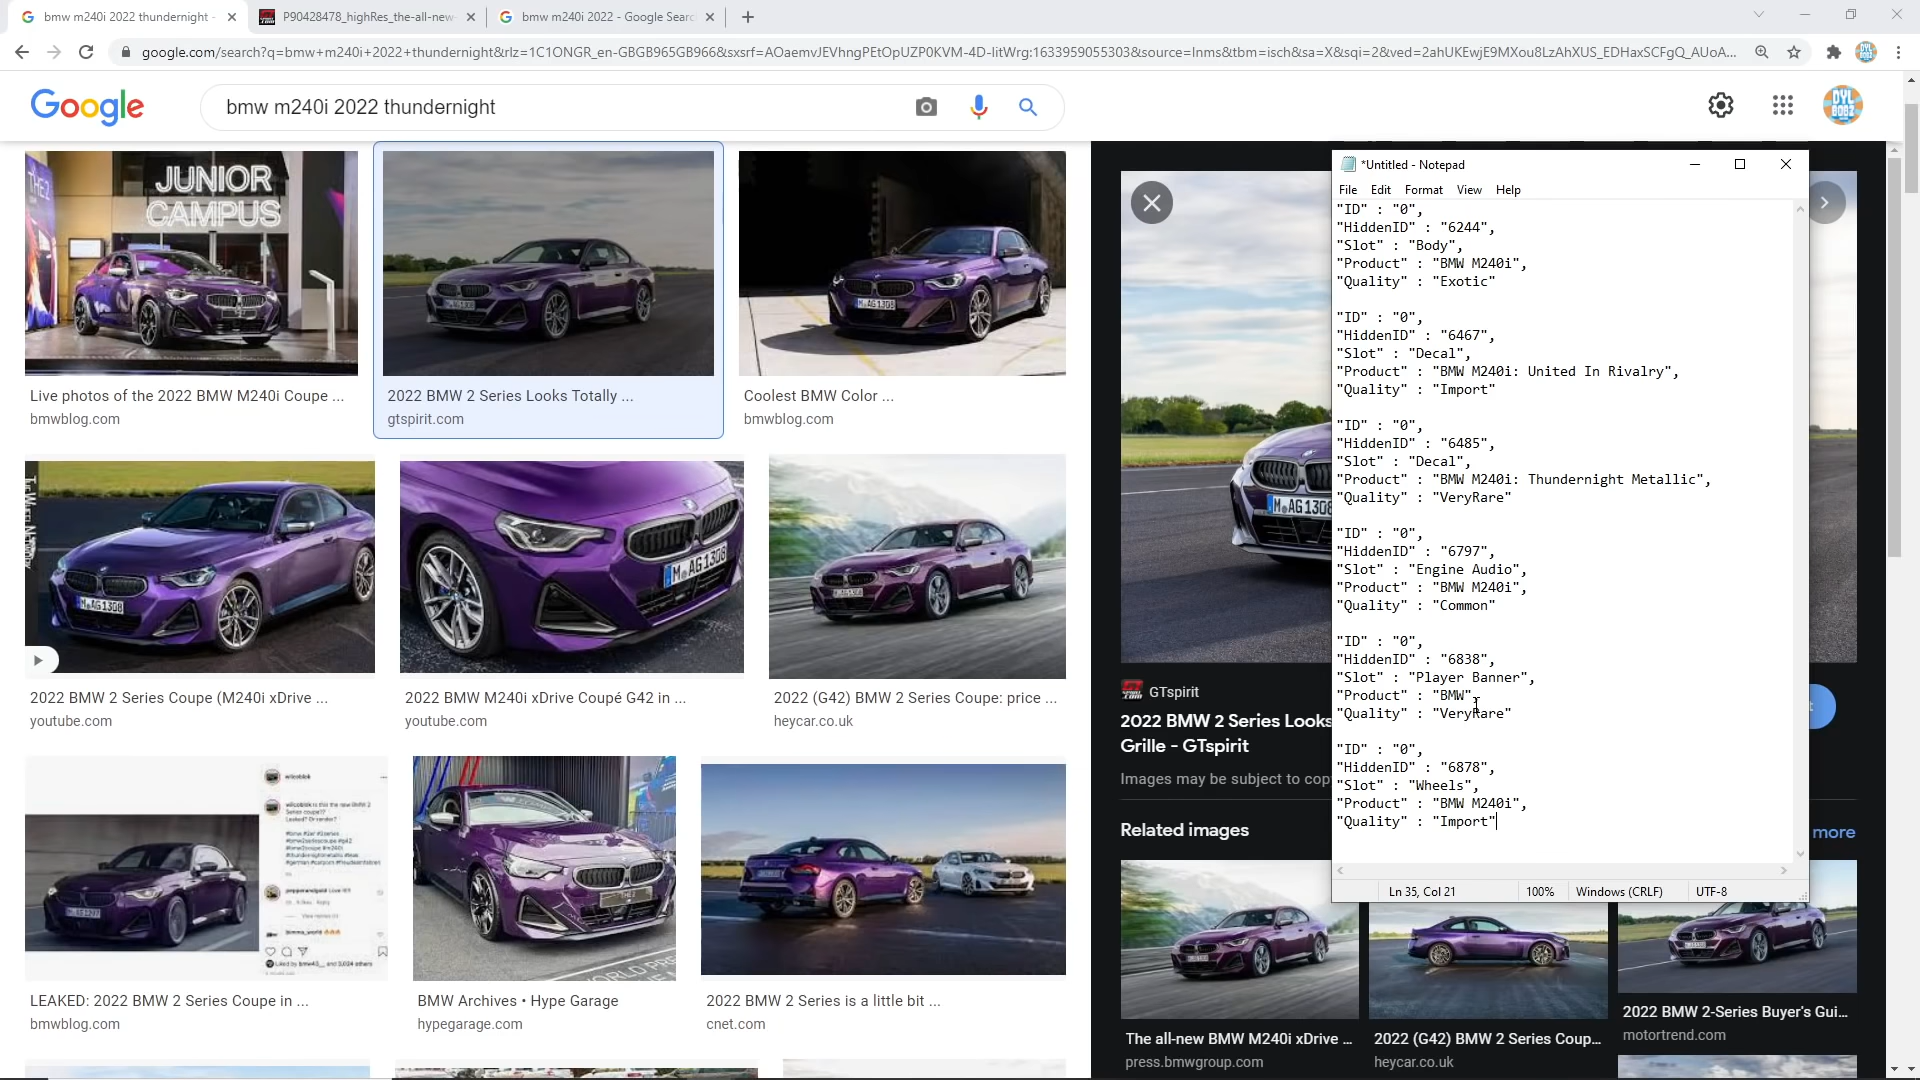 bmw m240i 2022 thundernight -
P90428478_highRes_the-all-new-
bmw m240i 2022 - Google Searc
google.com/search?q=bmw+m240i+2022+thundernight&rlz=1C1ONGR_en-GBGB965GB966&sxsrf=AOaemvJEVhngPEtOpUZP0KVM-4D-IitWrg:1633959055303&source=lnms&tbm=isch&sa=X&sqi=2&ved=2ahUKEwjE9MXou8LzAhXUS_EDHaxSCFgQ_AUoA...
Google
bmw m240i 2022 thundernight
DYL
GOGZ
JUNIOR
CAMPUS
THE 2
Live photos of the 2022 BMW M240i Coupe ...
bmwblog.com
2022 BMW 2 Series Looks Totally ...
gtspirit.com
Coolest BMW Color ...
bmwblog.com
M AG1308
2022 BMW 2 Series Coupe (M240i xDrive ...
youtube.com
2022 BMW M240i xDrive Coupé G42 in ...
youtube.com
2022 (G42) BMW 2 Series Coupe: price ...
heycar.co.uk
LEAKED: 2022 BMW 2 Series Coupe in ...
bmwblog.com
BMW Archives • Hype Garage
hypegarage.com
2022 BMW 2 Series is a little bit ...
cnet.com
GTspirit
2022 BMW 2 Series Looks
Grille - GTspirit
Images may be subject to cop
Related images
more
The all-new BMW M240i xDrive ...
press.bmwgroup.com
2022 (G42) BMW 2 Series Coup...
heycar.co.uk
2022 BMW 2-Series Buyer's Gui...
motortrend.com
*Untitled - Notepad
File Edit Format View Help
"ID" : "0",
"HiddenID" : "6244",
"Slot" : "Body",
"Product" : "BMW M240i",
"Quality" : "Exotic"
"ID" : "0",
"HiddenID" : "6467",
"Slot" : "Decal",
"Product" : "BMW M240i: United In Rivalry",
"Quality" : "Import"
"ID" : "0",
"HiddenID" : "6485",
"Slot" : "Decal",
"Product" : "BMW M240i: Thundernight Metallic",
"Quality" : "VeryRare"
"ID" : "0",
"HiddenID" : "6797",
"Slot" : "Engine Audio",
"Product" : "BMW M240i",
"Quality" : "Common"
"ID" : "0",
"HiddenID" : "6838",
"Slot" : "Player Banner",
"Product" : "BMW",
"Quality" : "VeryRare"
"ID" : "0",
"HiddenID" : "6878",
"Slot" : "Wheels",
"Product" : "BMW M240i",
"Quality" : "Import"
Ln 35, Col 21 100% Windows (CRLF) UTF-8